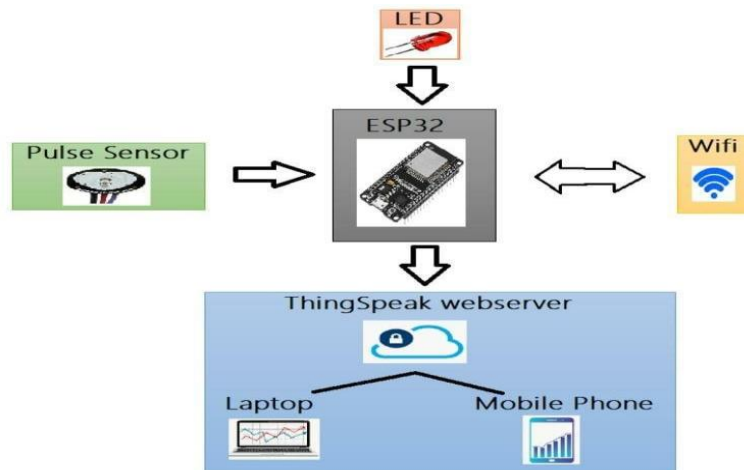 LED
ESP32
Pulse Sensor
Wifi
ThingSpeak webserver
Laptop
Mobile Phone